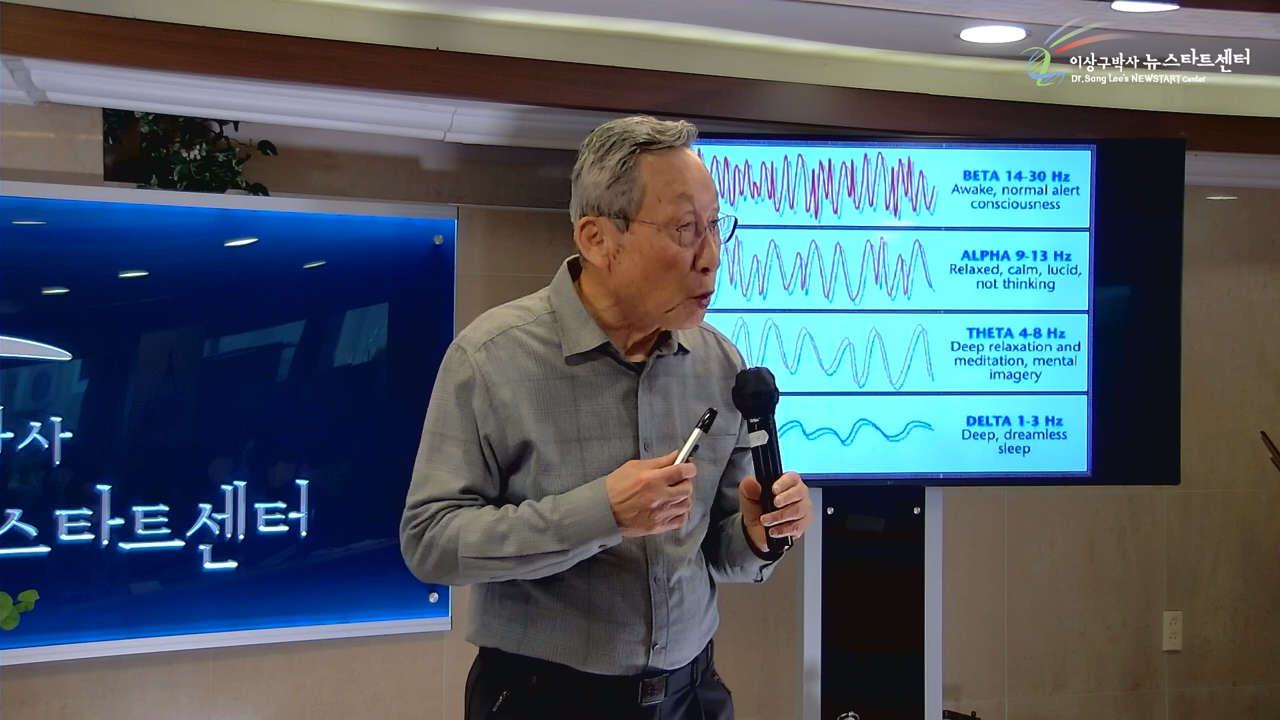 이상구박사 뉴스타트센터
Dr. Sang Lee's NEWSTART Center
BETA 14-30 Hz
Awake, normal alert
consciousness
ALPHA 9-13 Hz
Relaxed, calm, lucid,
not thinking
THETA 4-8 Hz
Deep relaxation and
meditation, mental
imagery
DELTA 1-3 Hz
Deep, dreamless
sleep
사
스타트센터